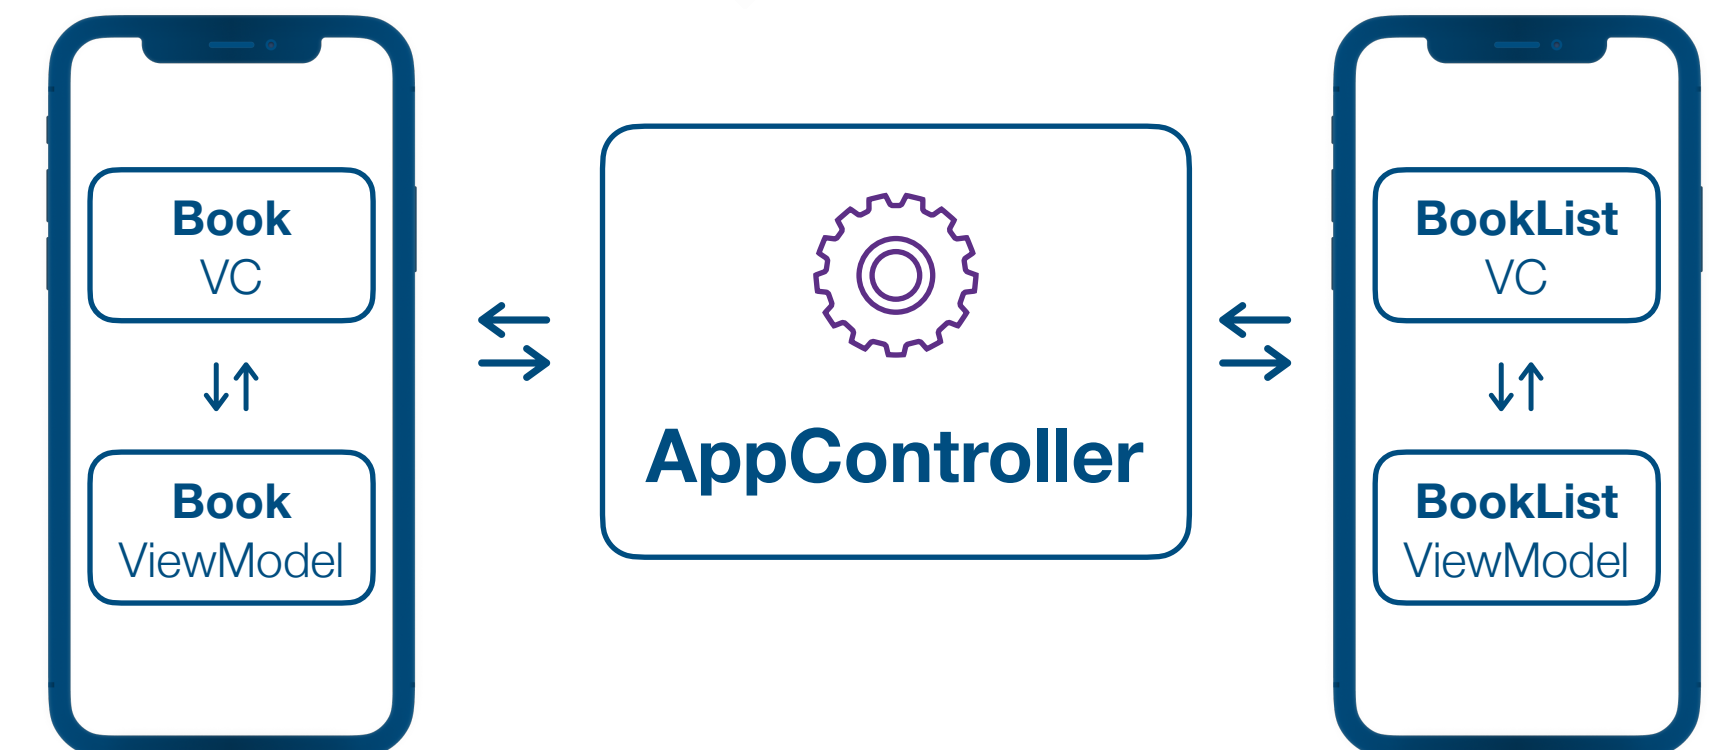 Book
VC
Book
ViewModel
AppController
BookList
VC
BookList
ViewModel